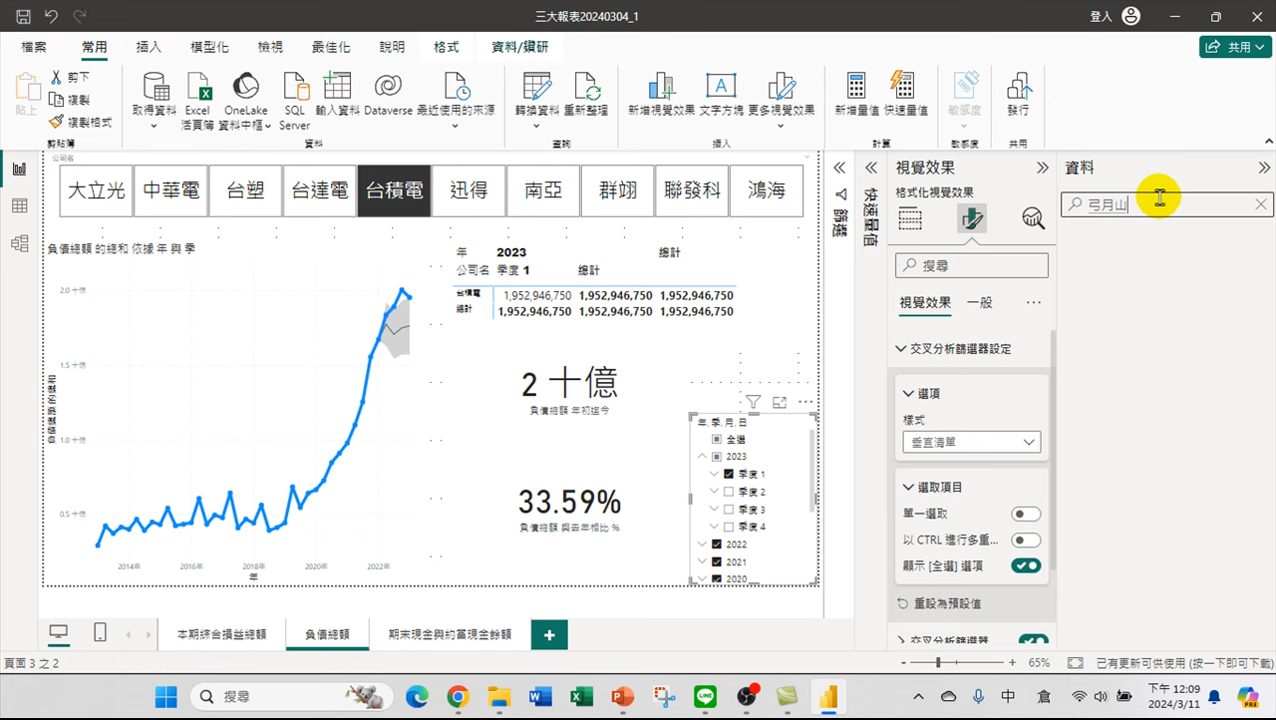 三大報表20240304_1
登入
檔案 常用 插入 模型化 檢視 最佳化 說明 格式 資料/鑽研
共用
貼上
剪下
複製
複製格式
剪貼簿
取得資料
Excel 活頁簿
OneLake 資料中樞
SQL Server
輸入資料
Dataverse
最近使用的來源
資料
轉換資料
重新整理
查詢
新增視覺效果
文字方塊
更多視覺效果
插入
新增量值
快速量值
計算
敏感度
敏感度
發行
共用
公司名
大立光 中華電 台塑 台達電 台積電 迅得 南亞 群翊 聯發科 鴻海
負債總額 的總和 依據 年 與 季
2.0 十億
1.5 十億
1.0 十億
0.5 十億
負債總額 的總和
2014年 2016年 2018年 2020年 2022年
年
年 2023 總計
公司名 季度 1 總計
台積電 1,952,946,750 1,952,946,750 1,952,946,750
總計 1,952,946,750 1,952,946,750 1,952,946,750
2 十億
負債總額 年初迄今
33.59%
負債總額 與去年相比 %
年, 季, 月, 日
全選
2023
季度 1
季度 2
季度 3
季度 4
2022
2021
2020
篩選
快速量值
視覺效果
格式化視覺效果
搜尋
視覺效果 一般 ...
交叉分析篩選器設定
選項
樣式
垂直清單
選取項目
單一選取
以 CTRL 進行多重...
顯示 [全選] 選項
重設為預設值
交叉分析篩選器...
資料
弓月山
本期綜合損益總額 負債總額 期末現金與約當現金餘額
頁面 3 之 2
65%
已有更新可供使用 (按一下即可下載)
搜尋
中
倉
下午 12:09
2024/3/11
PRE